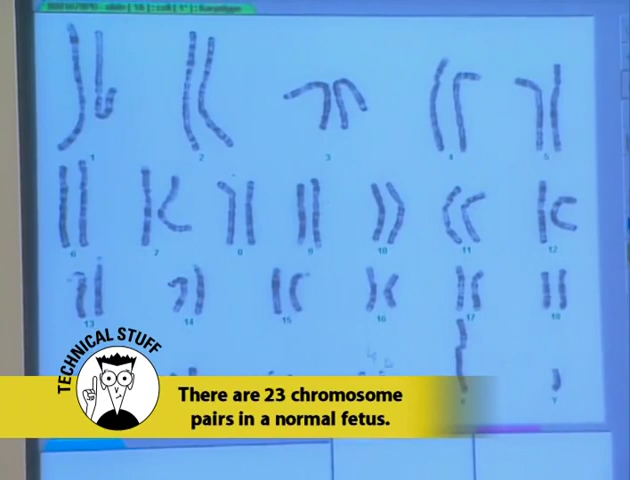 1 2 3 4 5
6 7 8 9 10 11 12
13 14 15 16 17 18
TECHNICAL STUFF
There are 23 chromosome
pairs in a normal fetus.
X Y